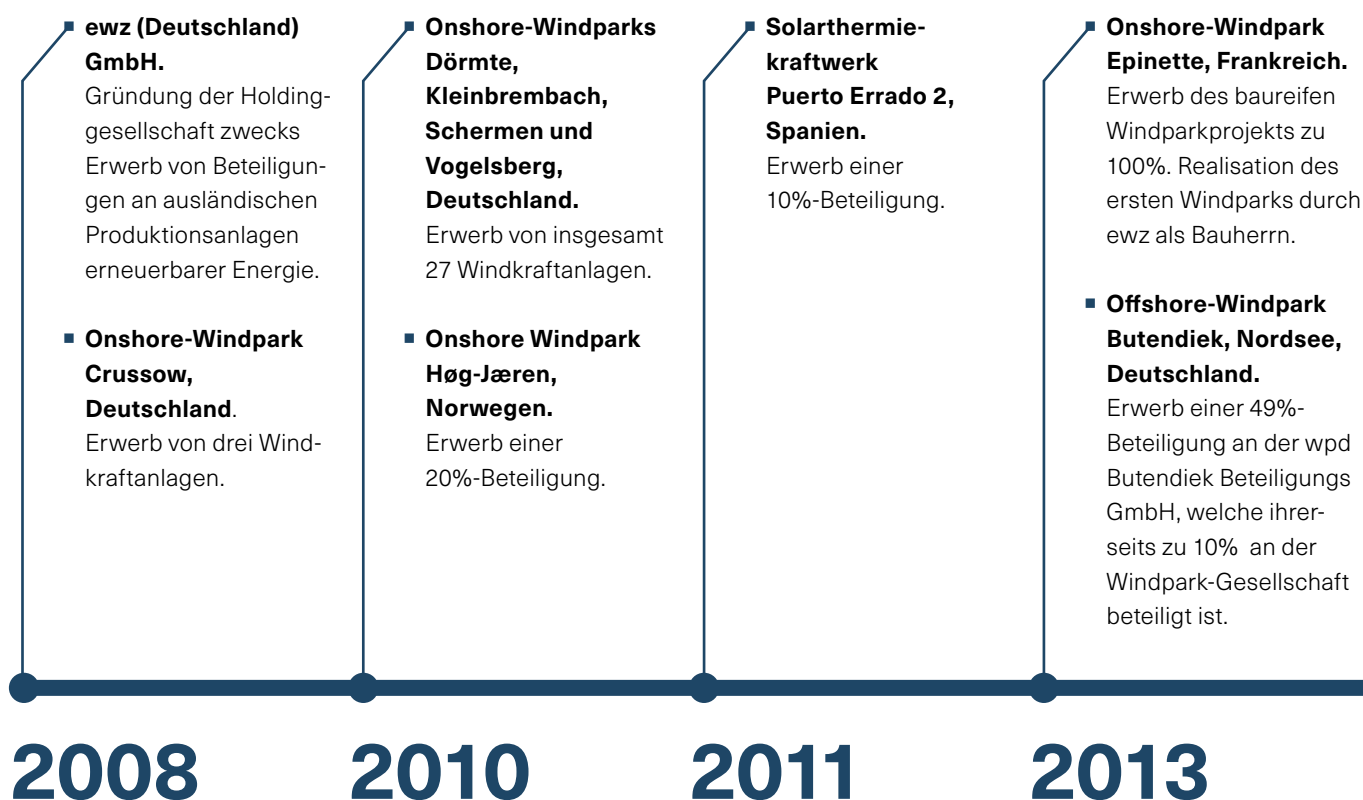 ewz (Deutschland)
GmbH.
Gründung der Holding-
gesellschaft zwecks
Erwerb von Beteiligun-
gen an ausländischen
Produktionsanlagen
erneuerbarer Energie.
Onshore-Windpark
Crussow,
Deutschland.
Erwerb von drei Wind-
kraftanlagen.
2008
Onshore-Windparks
Dörmte,
Kleinbrembach,
Schermen und
Vogelsberg,
Deutschland.
Erwerb von insgesamt
27 Windkraftanlagen.
Onshore Windpark
Høg-Jæren,
Norwegen.
Erwerb einer
20%-Beteiligung.
2010
Solarthermie-
kraftwerk
Puerto Errado 2,
Spanien.
Erwerb einer
10%-Beteiligung.
2011
Onshore-Windpark
Epinette, Frankreich.
Erwerb des baureifen
Windparkprojekts zu
100%. Realisation des
ersten Windparks durch
ewz als Bauherrn.
Offshore-Windpark
Butendiek, Nordsee,
Deutschland.
Erwerb einer 49%-
Beteiligung an der wpd
Butendiek Beteiligungs
GmbH, welche ihrer-
seits zu 10% an der
Windpark-Gesellschaft
beteiligt ist.
2013